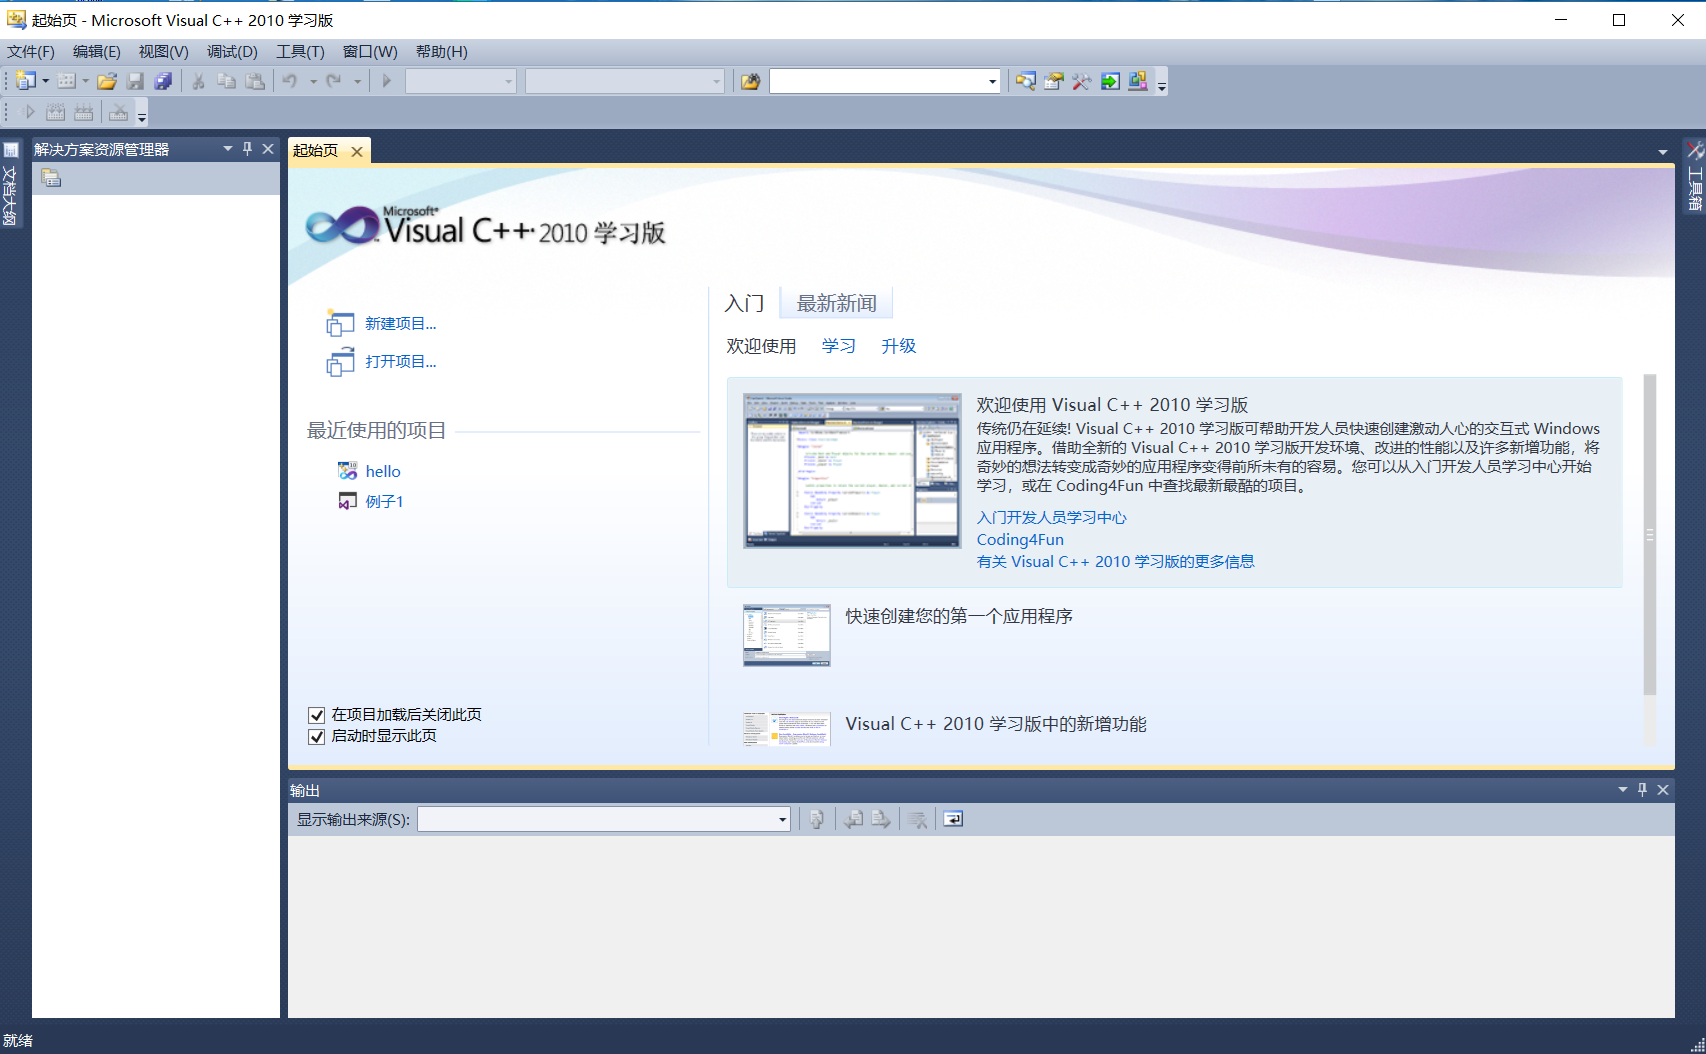 起始页 - Microsoft Visual C++ 2010 学习版
文件(F) 编辑(E) 视图(V) 调试(D) 工具(T) 窗口(W) 帮助(H)
文档大纲
解决方案资源管理器
起始页
工具箱
Microsoft®
Visual C++ 2010 学习版
新建项目...
打开项目...
最近使用的项目
hello
例子1
在项目加载后关闭此页
启动时显示此页
入门 最新新闻
欢迎使用 学习 升级
欢迎使用 Visual C++ 2010 学习版
传统仍在延续! Visual C++ 2010 学习版可帮助开发人员快速创建激动人心的交互式 Windows
应用程序。借助全新的 Visual C++ 2010 学习版开发环境、改进的性能以及许多新增功能，将
奇妙的想法转变成奇妙的应用程序变得前所未有的容易。您可以从入门开发人员学习中心开始
学习，或在 Coding4Fun 中查找最新最酷的项目。
入门开发人员学习中心
Coding4Fun
有关 Visual C++ 2010 学习版的更多信息
快速创建您的第一个应用程序
Visual C++ 2010 学习版中的新增功能
输出
显示输出来源(S):
就绪